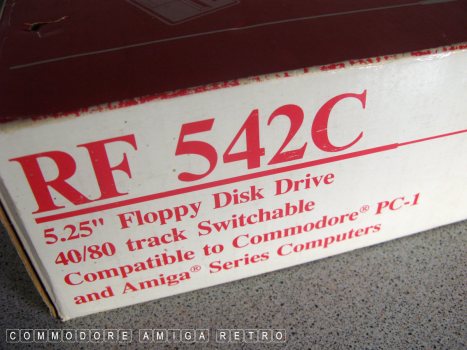 RF 542C
5.25" Floppy Disk Drive
40/80 track Switchable
Compatible to Commodore® PC-1
and Amiga® Series Computers
COMMODORE AMIGA RETRO